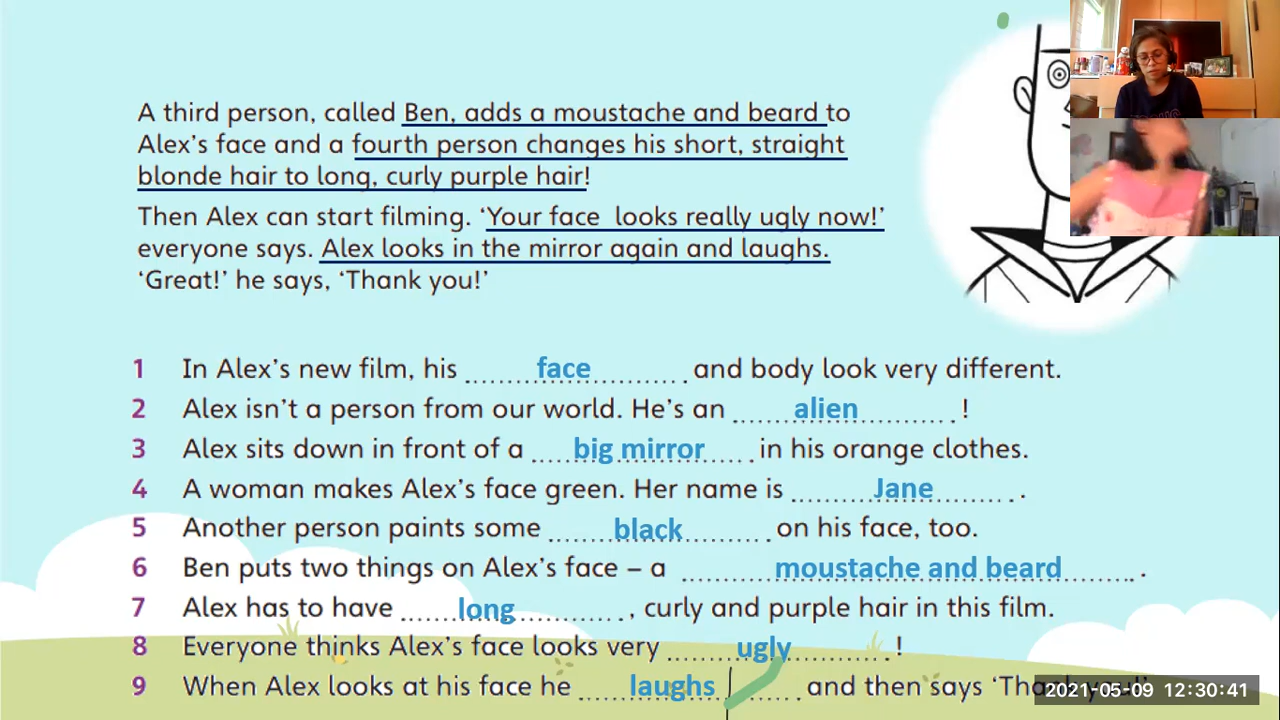 A third person, called Ben, adds a moustache and beard to
Alex's face and a fourth person changes his short, straight
blonde hair to long, curly purple hair!
Then Alex can start filming. ‘Your face looks really ugly now!’
everyone says. Alex looks in the mirror again and laughs.
‘Great!’ he says, ‘Thank you!’
1 In Alex's new film, his face and body look very different.
2 Alex isn't a person from our world. He's an alien !
3 Alex sits down in front of a big mirror in his orange clothes.
4 A woman makes Alex's face green. Her name is Jane .
5 Another person paints some black on his face, too.
6 Ben puts two things on Alex's face – a moustache and beard .
7 Alex has to have long , curly and purple hair in this film.
8 Everyone thinks Alex's face looks very ugly !
9 When Alex looks at his face he laughs and then says ‘Thank you!’
2021-05-09 12:30:41